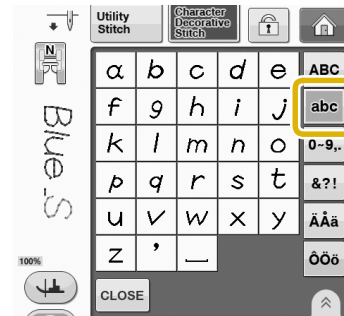 Utility Stitch
Character Decorative Stitch
N
Blue_S
100%
a b c d e
f g h i j
k l m n o
p q r s t
u v w x y
z ' _
CLOSE
ABC
abc
0~9,.
&?!
ÄÅä
ÔÖö